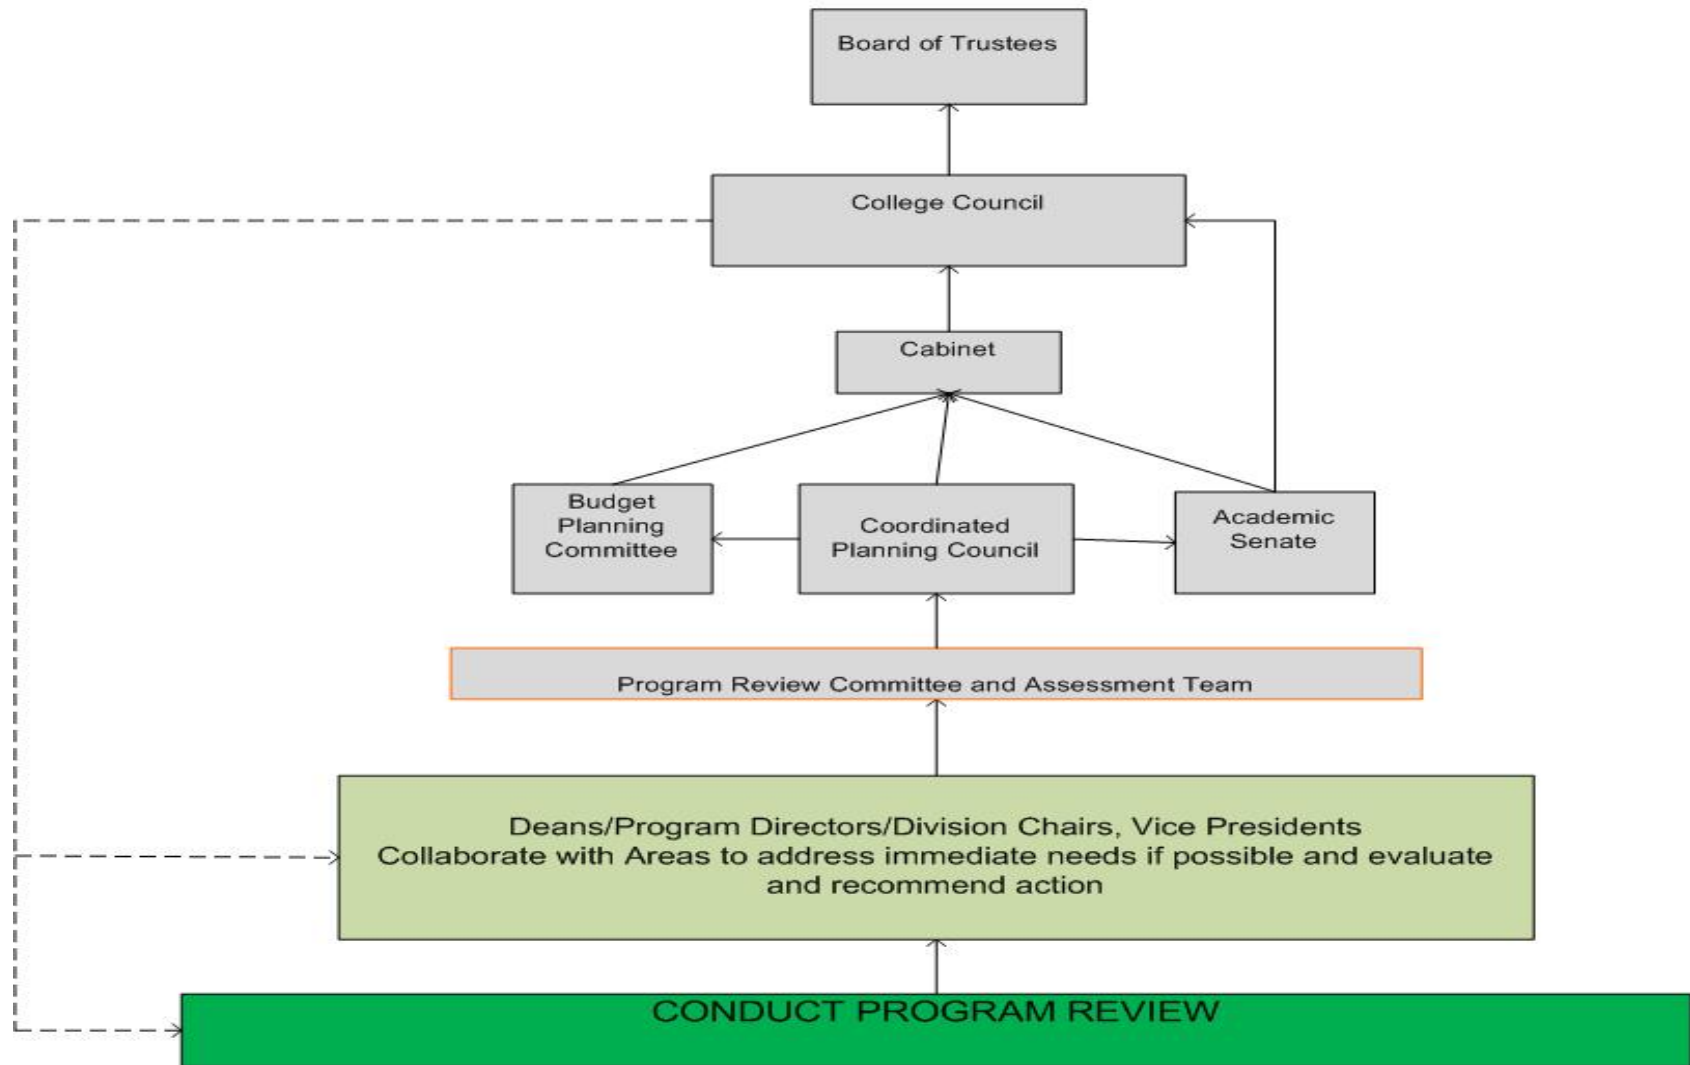 Board of Trustees
College Council
Cabinet
Budget
Planning
Committee
Coordinated
Planning Council
Academic
Senate
Program Review Committee and Assessment Team
Deans/Program Directors/Division Chairs, Vice Presidents
Collaborate with Areas to address immediate needs if possible and evaluate
and recommend action
CONDUCT PROGRAM REVIEW